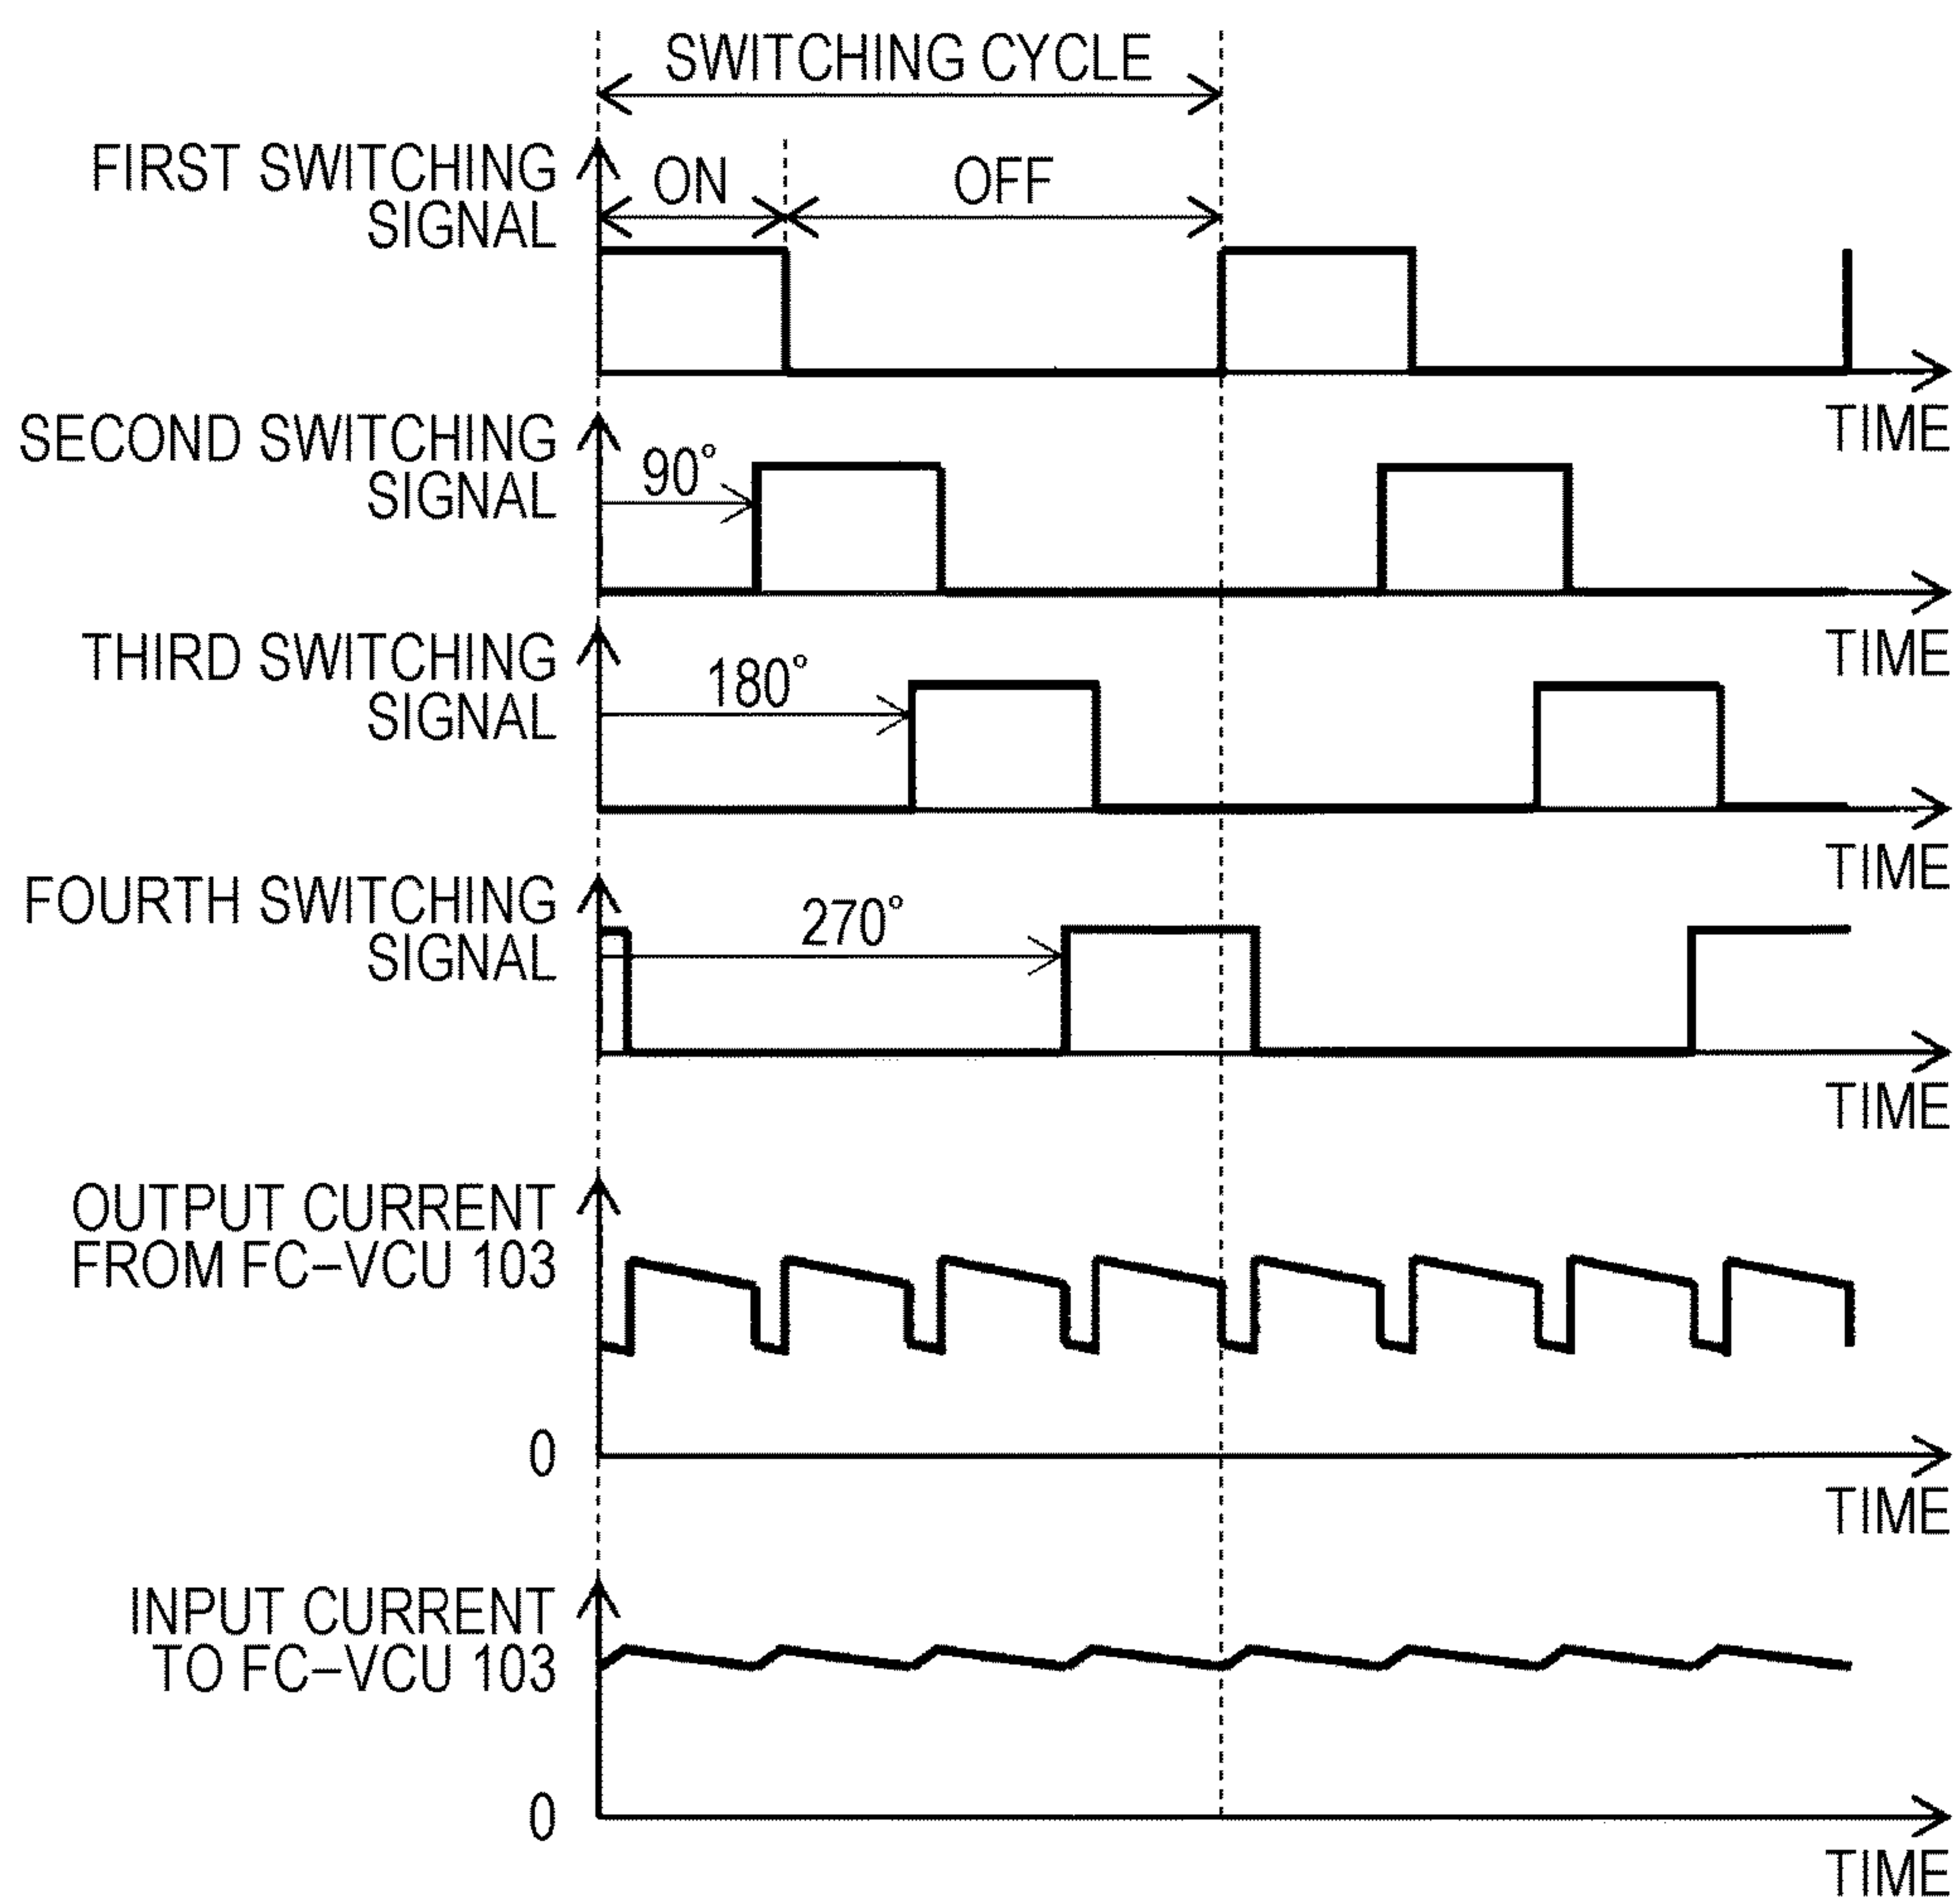 SWITCHING CYCLE
FIRST SWITCHING
SIGNAL
ON
OFF
TIME
SECOND SWITCHING
SIGNAL
90°
TIME
THIRD SWITCHING
SIGNAL
180°
TIME
FOURTH SWITCHING
SIGNAL
270°
TIME
OUTPUT CURRENT
FROM FC–VCU 103
0
TIME
INPUT CURRENT
TO FC–VCU 103
0
TIME